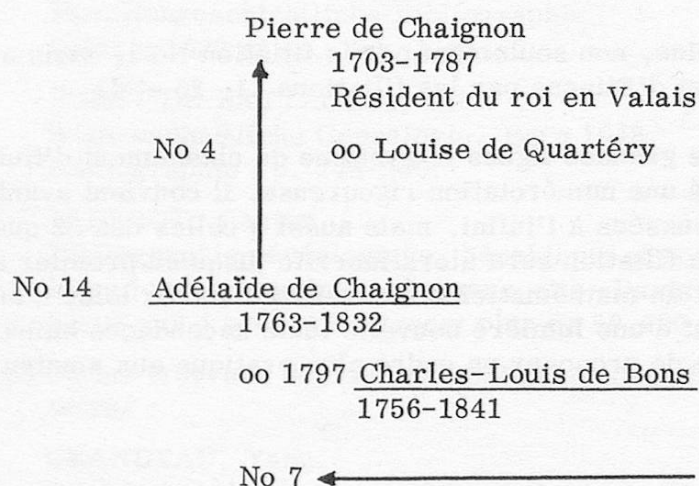 Pierre de Chaignon
1703-1787
Résident du roi en Valais
No 4 oo Louise de Quartéry
No 14 Adélaïde de Chaignon
1763-1832
oo 1797 Charles-Louis de Bons
1756-1841
No 7